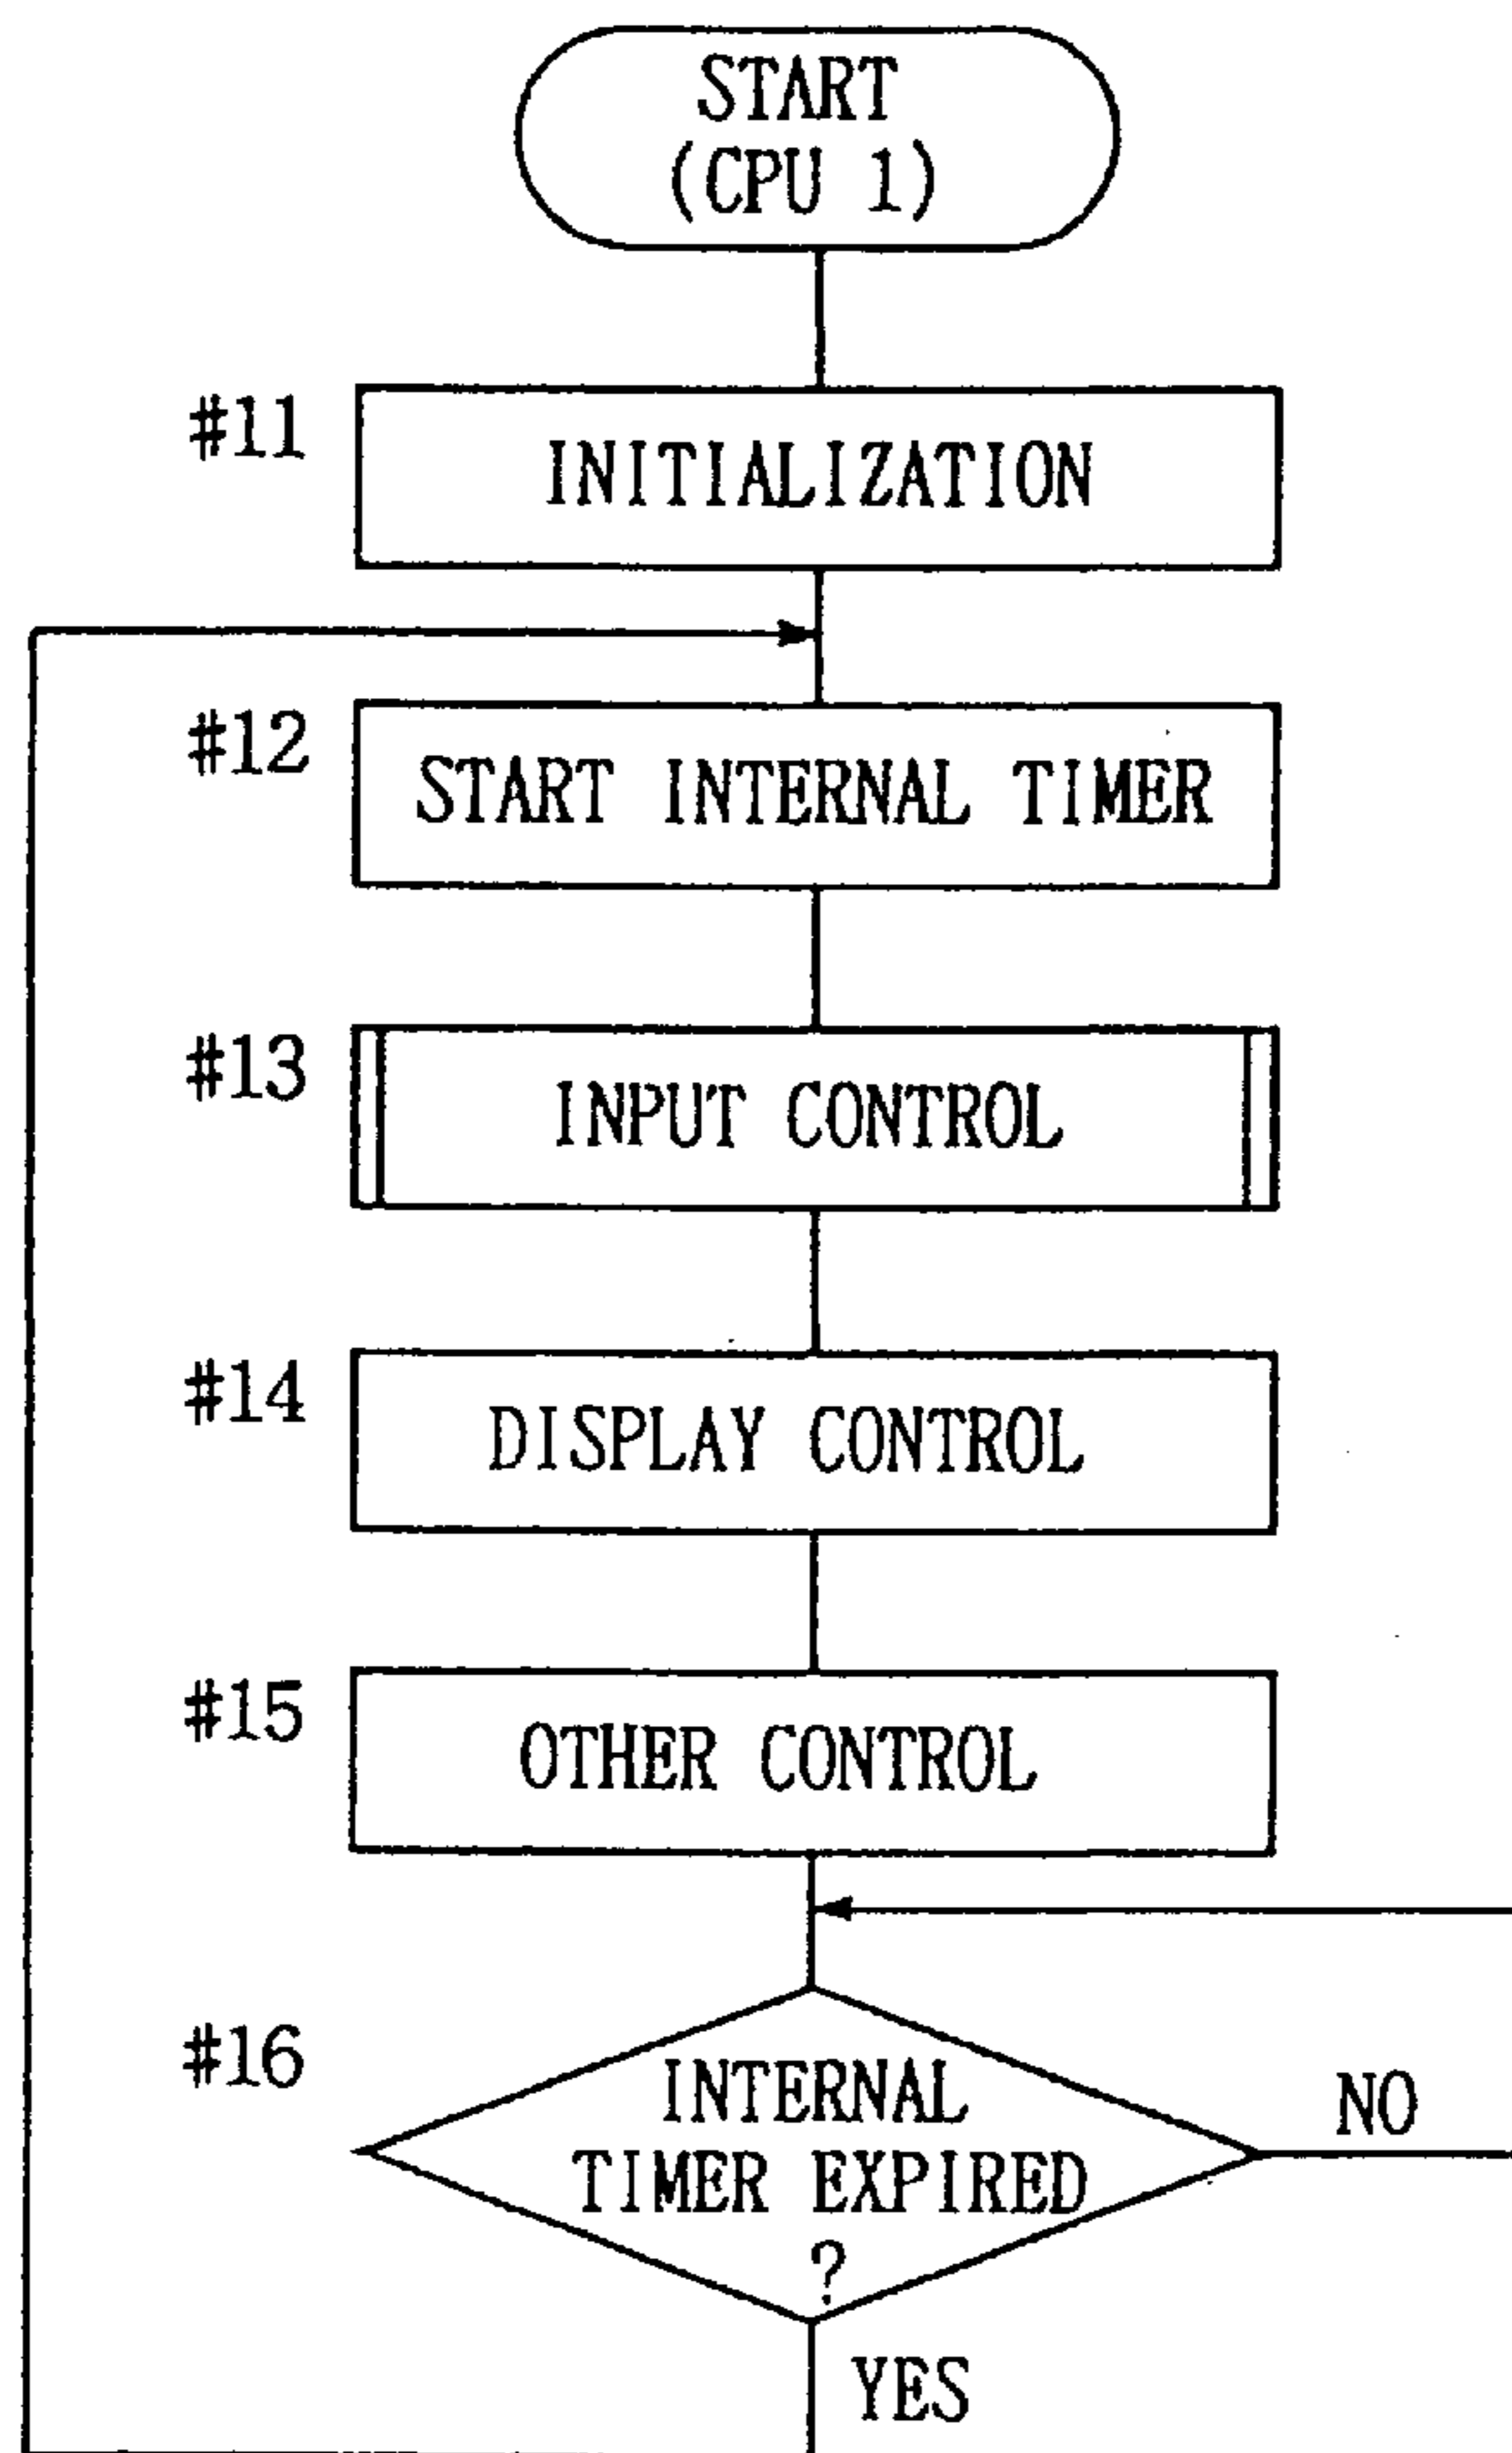 START
(CPU 1)
#11
INITIALIZATION
#12
START INTERNAL TIMER
#13
INPUT CONTROL
#14
DISPLAY CONTROL
#15
OTHER CONTROL
#16
INTERNAL
TIMER EXPIRED
?
NO
YES